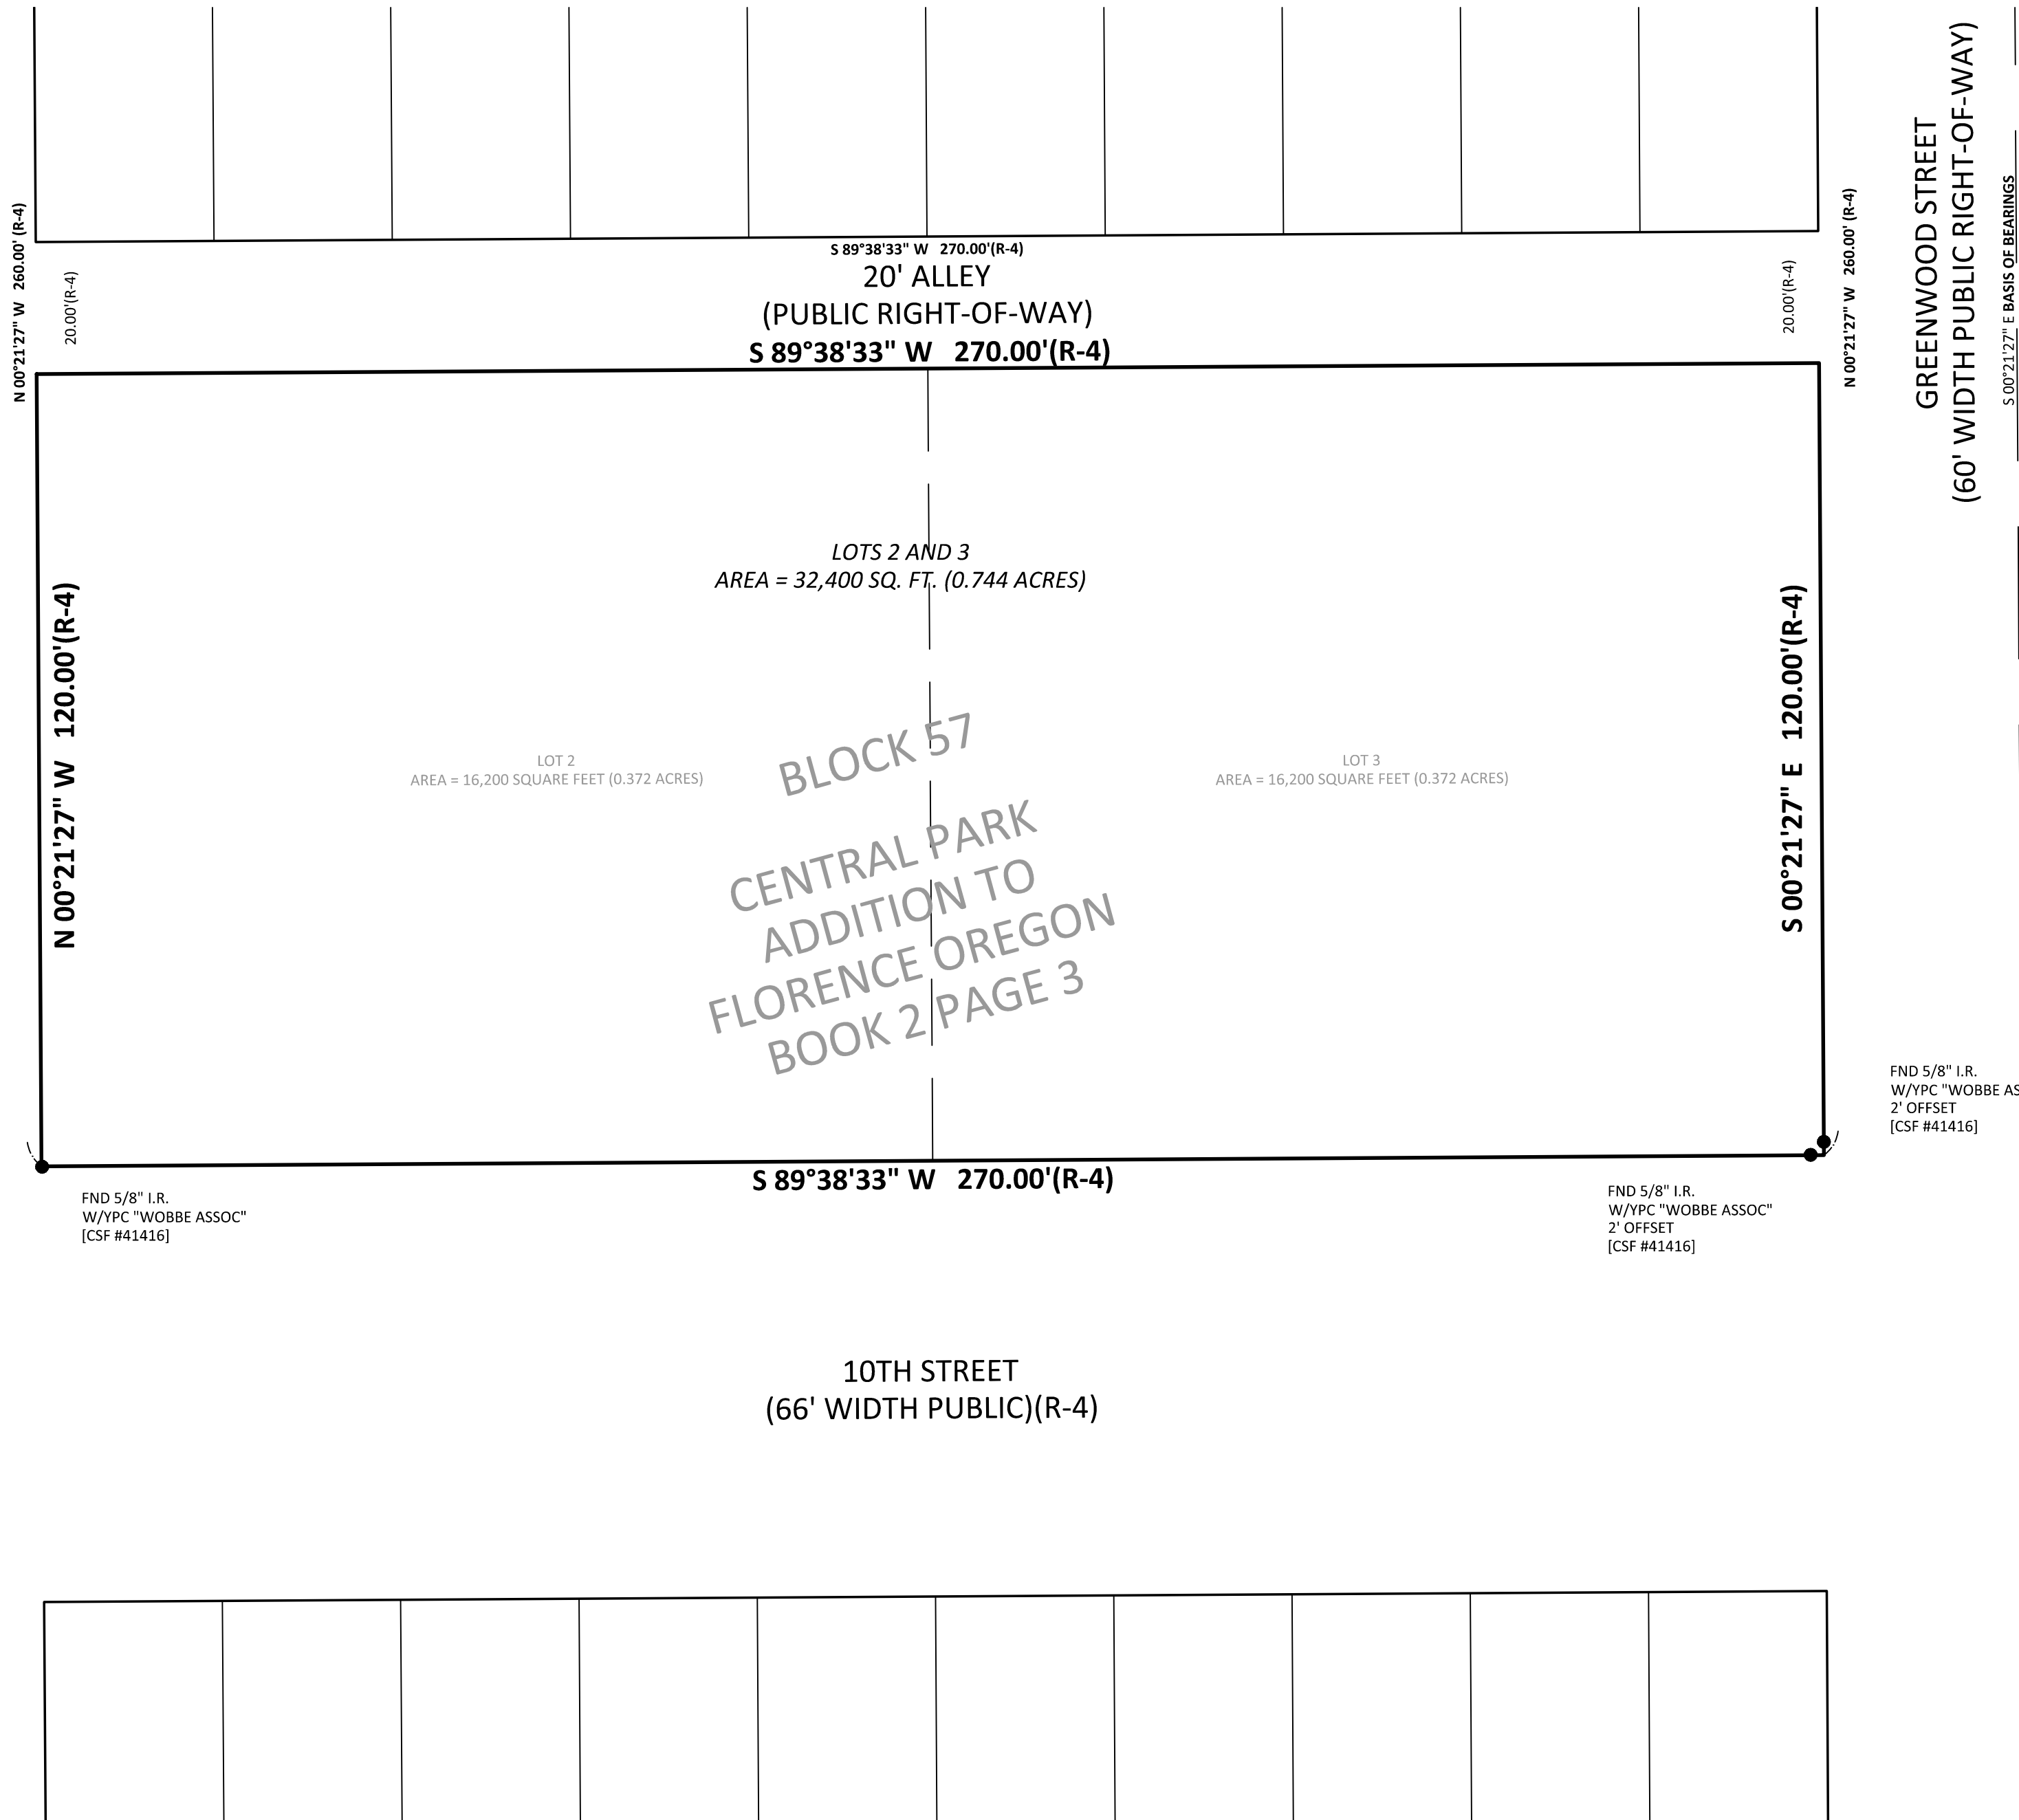 GREENWOOD STREET
(60' WIDTH PUBLIC RIGHT-OF-WAY)
S 00°21'27" E BASIS OF BEARINGS
N 00°21'27" W 260.00' (R-4)
N 00°21'27" W 260.00' (R-4)
S 89°38'33" W 270.00'(R-4)
20' ALLEY
(PUBLIC RIGHT-OF-WAY)
20.00'(R-4)
20.00'(R-4)
S 89°38'33" W 270.00'(R-4)
LOTS 2 AND 3
AREA = 32,400 SQ. FT. (0.744 ACRES)
N 00°21'27" W 120.00'(R-4)
S 00°21'27" E 120.00'(R-4)
LOT 2
AREA = 16,200 SQUARE FEET (0.372 ACRES)
LOT 3
AREA = 16,200 SQUARE FEET (0.372 ACRES)
BLOCK 57
CENTRAL PARK
ADDITION TO
FLORENCE OREGON
BOOK 2 PAGE 3
FND 5/8" I.R.
W/YPC "WOBBE AS
2' OFFSET
[CSF #41416]
S 89°38'33" W 270.00'(R-4)
FND 5/8" I.R.
W/YPC "WOBBE ASSOC"
[CSF #41416]
FND 5/8" I.R.
W/YPC "WOBBE ASSOC"
2' OFFSET
[CSF #41416]
10TH STREET
(66' WIDTH PUBLIC)(R-4)